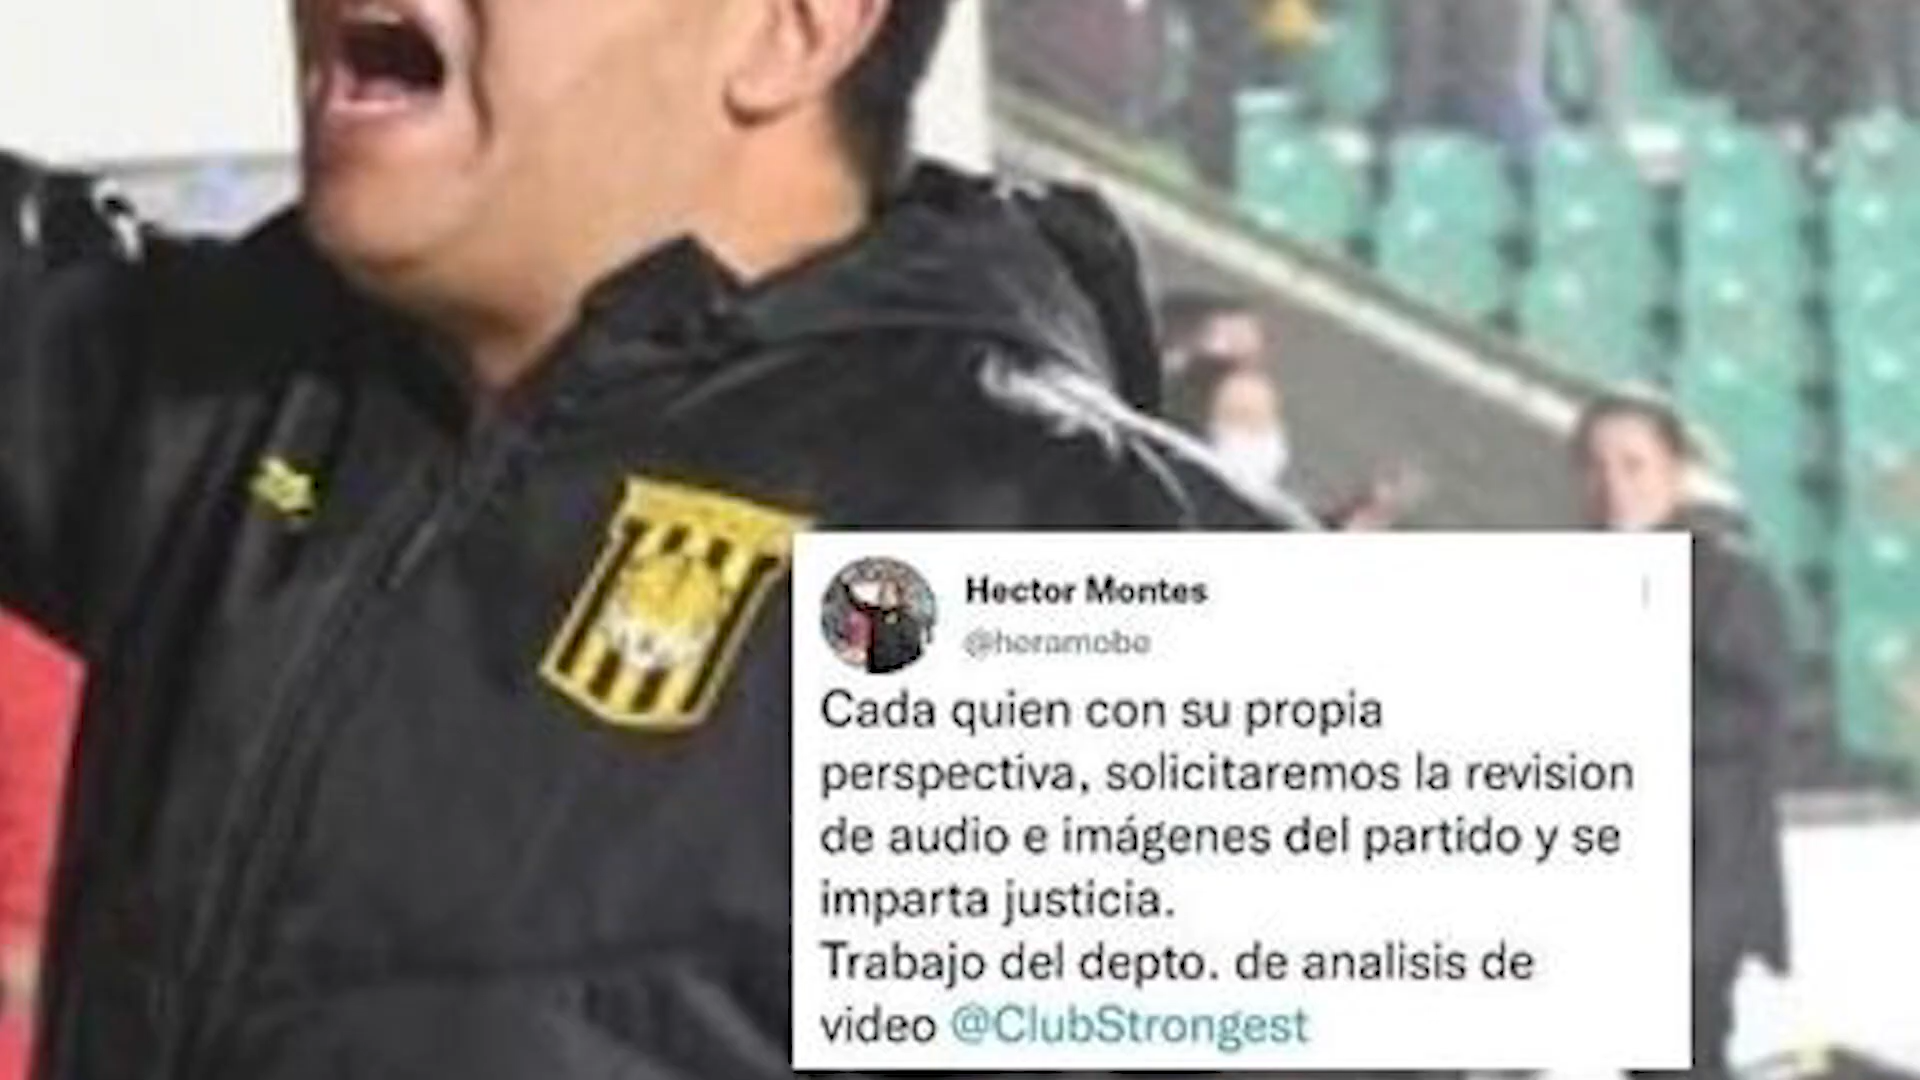 Hector Montes
@heramobe
Cada quien con su propia
perspectiva, solicitaremos la revision
de audio e imágenes del partido y se
imparta justicia.
Trabajo del depto. de analisis de
video @ClubStrongest